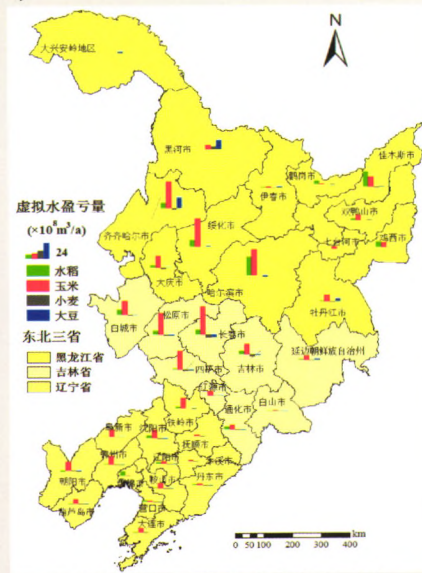 N
大兴安岭地区
黑河市
佳木斯市
鹤岗市
伊春市
双鸭山市
虚拟水盈亏量
(×10⁸m³/a)
24
水稻
玉米
小麦
大豆
东北三省
黑龙江省
吉林省
辽宁省
齐齐哈尔市
绥化市
七台河市
鸡西市
大庆市
哈尔滨市
牡丹江市
白城市
松原市
长春市
吉林市
延边朝鲜族自治州
四平市
辽源市
白山市
通化市
铁岭市
阜新市
沈阳市
抚顺市
朝阳市
锦州市
辽阳市
本溪市
鞍山市
丹东市
葫芦岛市
营口市
大连市
km
0 50 100 200 300 400